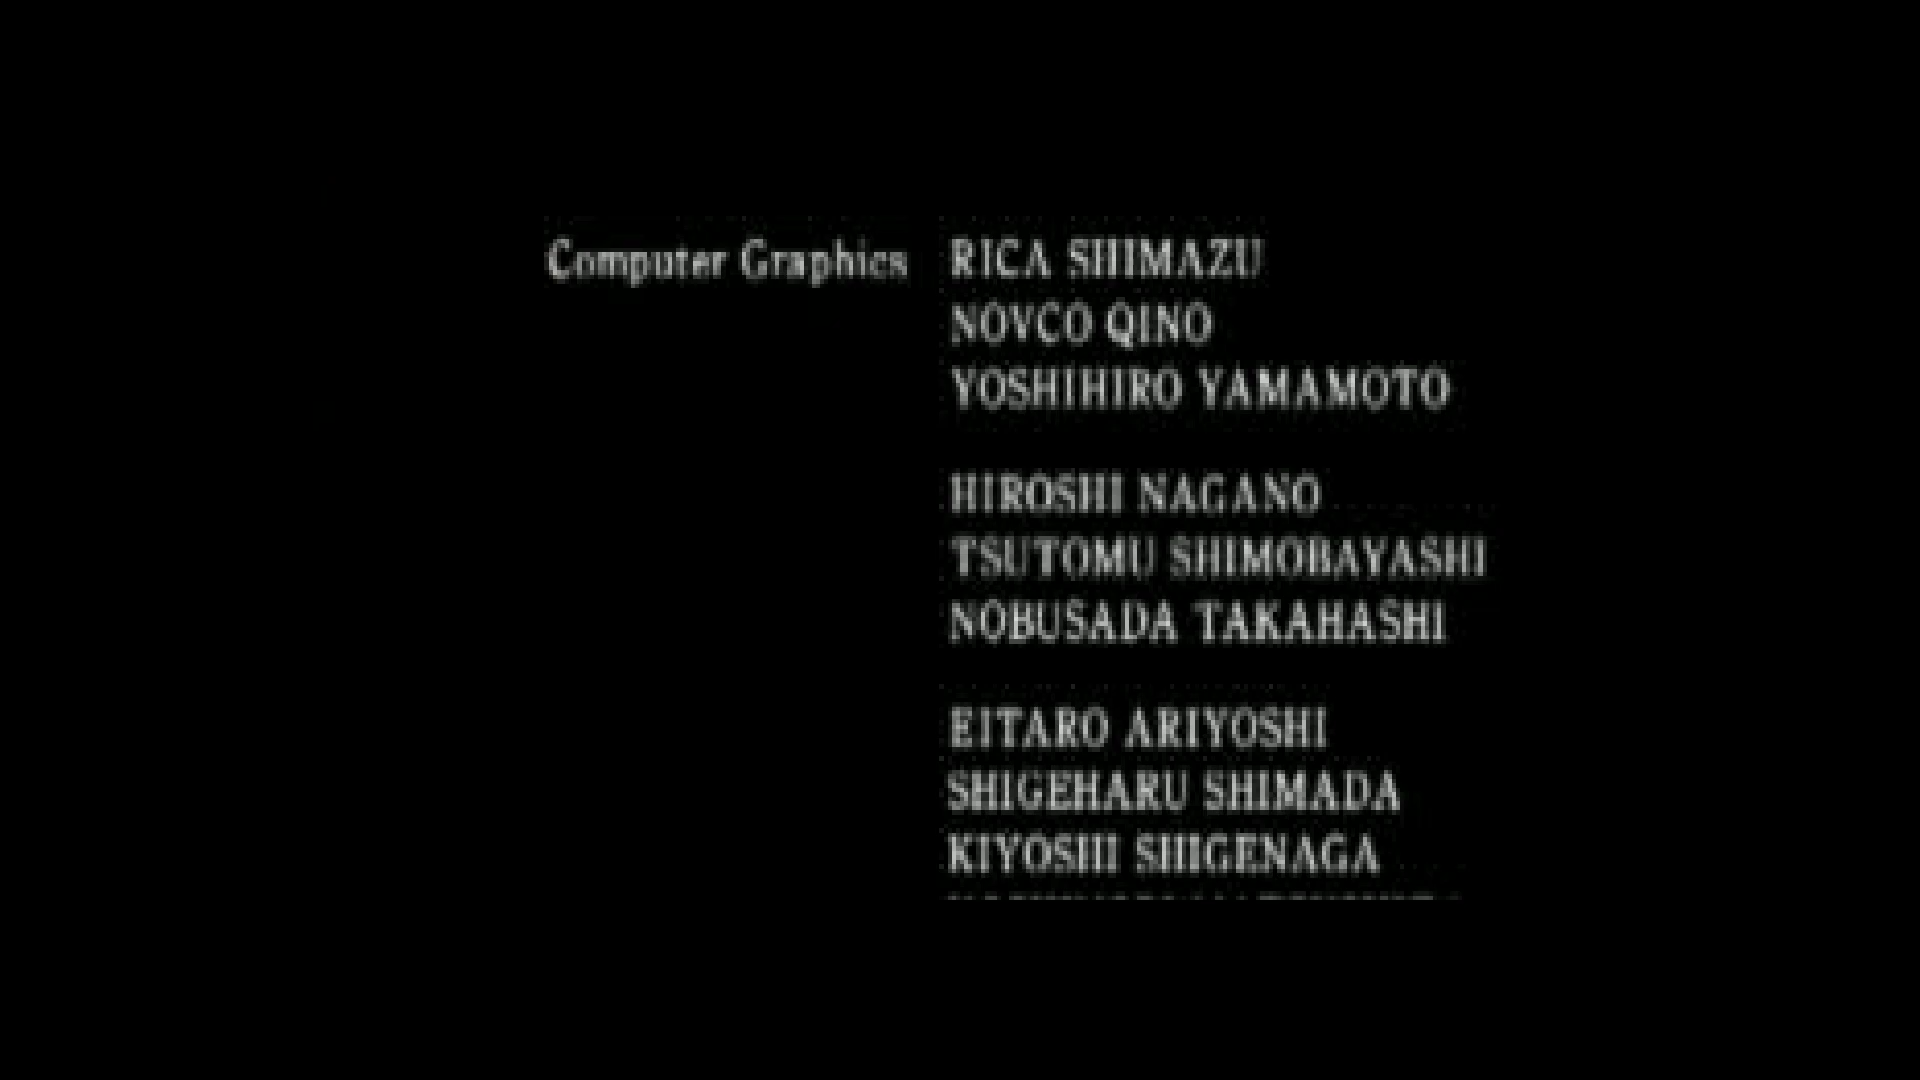 Computer Graphics RICA SHIMAZU
NOVCO QINO
YOSHIHIRO YAMAMOTO
HIROSHI NAGANO
TSUTOMU SHIMOBAYASHI
NOBUSADA TAKAHASHI
EITARO ARIYOSHI
SHIGEHARU SHIMADA
KIYOSHI SHIGENAGA